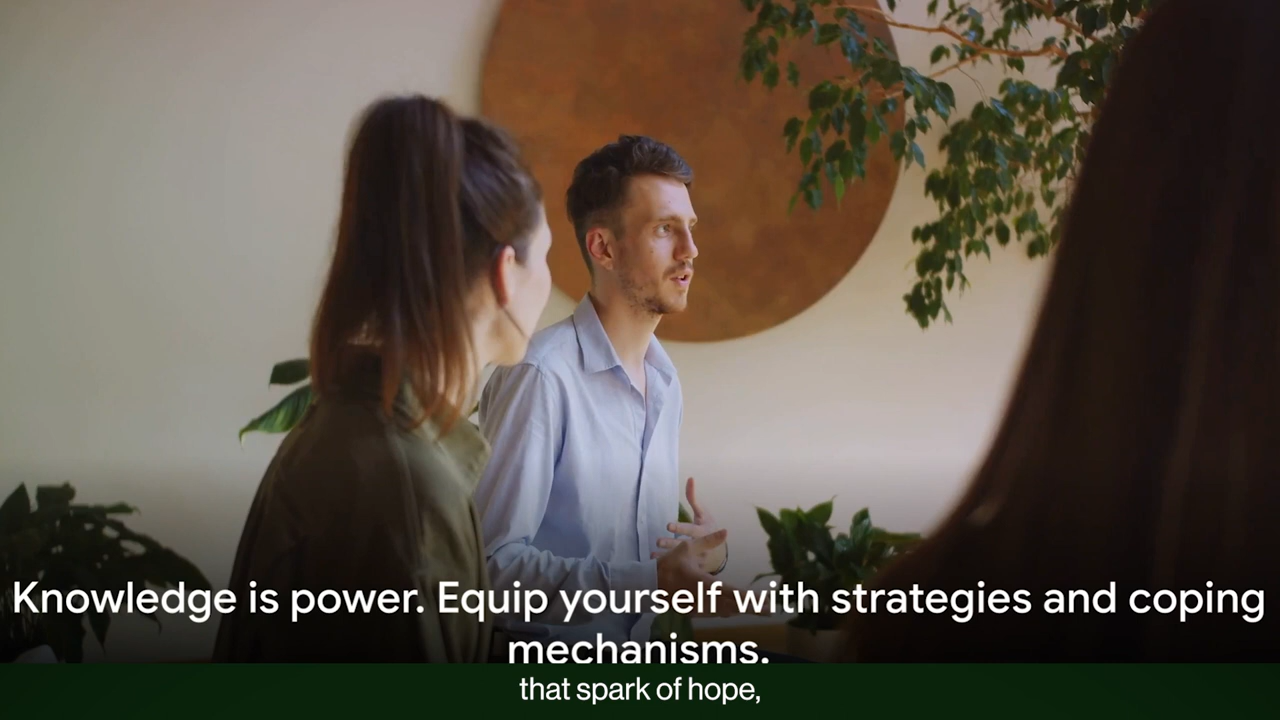 Knowledge is power. Equip yourself with strategies and coping
mechanisms.
that spark of hope,